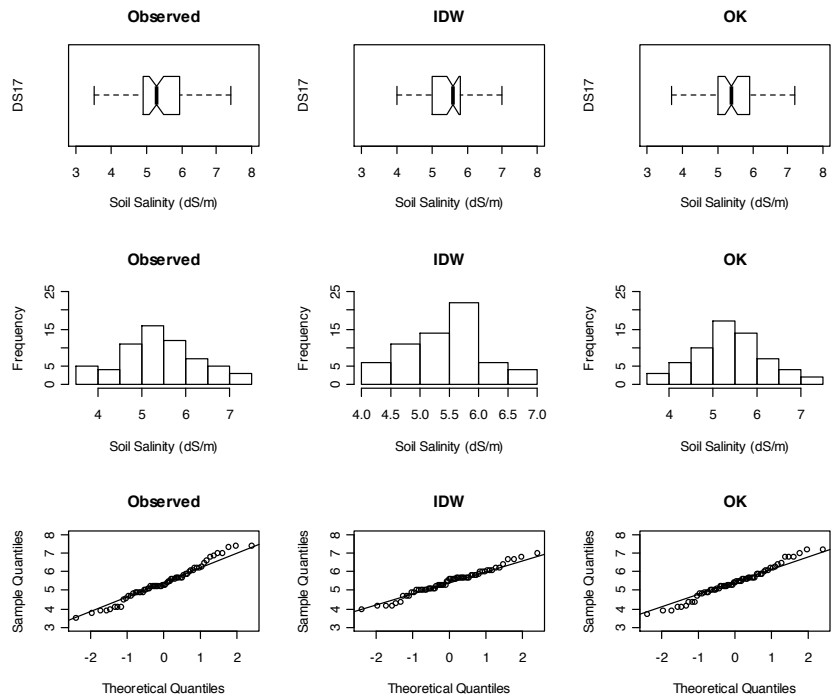 Observed IDW OK
DS17 DS17 DS17
3 4 5 6 7 8 3 4 5 6 7 8 3 4 5 6 7 8
Soil Salinity (dS/m) Soil Salinity (dS/m) Soil Salinity (dS/m)
Observed IDW OK
Frequency Frequency Frequency
25 25 25
15 15 15
5 5 5
0 0 0
4 5 6 7 4.0 4.5 5.0 5.5 6.0 6.5 7.0 4 5 6 7
Soil Salinity (dS/m) Soil Salinity (dS/m) Soil Salinity (dS/m)
Observed IDW OK
Sample Quantiles Sample Quantiles Sample Quantiles
8 8 8
7 7 7
6 6 6
5 5 5
4 4 4
3 3 3
-2 -1 0 1 2 -2 -1 0 1 2 -2 -1 0 1 2
Theoretical Quantiles Theoretical Quantiles Theoretical Quantiles